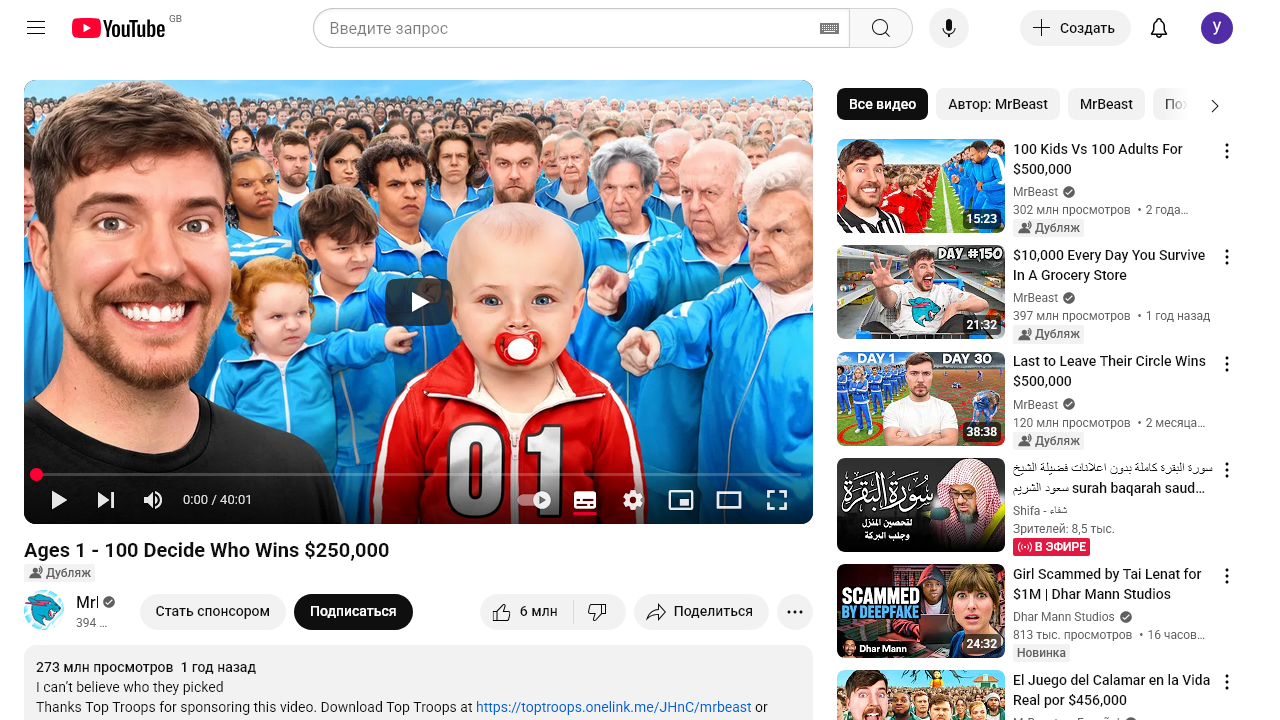 YouTube GB
Введите запрос
Создать
У
01
0:00 / 40:01
Ages 1 - 100 Decide Who Wins $250,000
Дубляж
Mrl
394 ...
Стать спонсором
Подписаться
6 млн
Поделиться
273 млн просмотров 1 год назад
I can't believe who they picked
Thanks Top Troops for sponsoring this video. Download Top Troops at https://toptroops.onelink.me/JHnC/mrbeast or
Все видео
Автор: MrBeast
MrBeast
15:23
100 Kids Vs 100 Adults For
$500,000
MrBeast
302 млн просмотров • 2 года...
Дубляж
DAY #150
21:32
$10,000 Every Day You Survive
In A Grocery Store
MrBeast
397 млн просмотров • 1 год назад
Дубляж
DAY 1 DAY 30
38:38
Last to Leave Their Circle Wins
$500,000
MrBeast
120 млн просмотров • 2 месяца...
Дубляж
سورة البقرة
لتحصين المنزل
وجلب البركة
سورة البقرة كاملة بدون اعلانات فضيلة الشيخ
سعود الشريم surah baqarah saud...
Shifa - شفاء
Зрителей: 8,5 тыс.
В ЭФИРЕ
SCAMMED
BY DEEPFAKE
Dhar Mann
24:32
Girl Scammed by Tai Lenat for
$1M | Dhar Mann Studios
Dhar Mann Studios
813 тыс. просмотров • 16 часов...
Новинка
El Juego del Calamar en la Vida
Real por $456,000